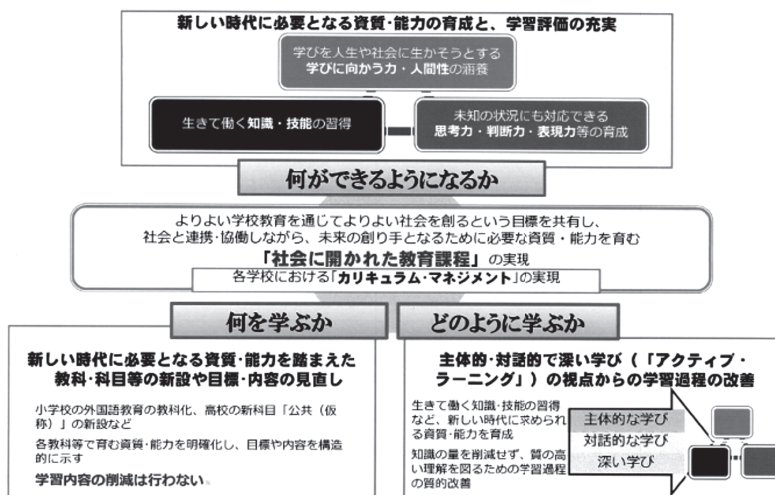 新しい時代に必要となる資質・能力の育成と、学習評価の充実
学びを人生や社会に生かそうとする
学びに向かう力・人間性の涵養
生きて働く知識・技能の習得
未知の状況にも対応できる
思考力・判断力・表現力等の育成
何ができるようになるか
よりよい学校教育を通じてよりよい社会を創るという目標を共有し、
社会と連携・協働しながら、未来の創り手となるために必要な資質・能力を育む
「社会に開かれた教育課程」の実現
各学校における「カリキュラム・マネジメント」の実現
何を学ぶか
新しい時代に必要となる資質・能力を踏まえた
教科・科目等の新設や目標・内容の見直し
小学校の外国語教育の教科化、高校の新科目「公共（仮
称）」の新設など
各教科等で育む資質・能力を明確化し、目標や内容を構造
的に示す
学習内容の削減は行わない
どのように学ぶか
主体的・対話的で深い学び（「アクティブ・
ラーニング」）の視点からの学習過程の改善
生きて働く知識・技能の習得
など、新しい時代に求められ
る資質・能力を育成
知識の量を削減せず、質の高
い理解を図るための学習過程
の質的改善
主体的な学び
対話的な学び
深い学び